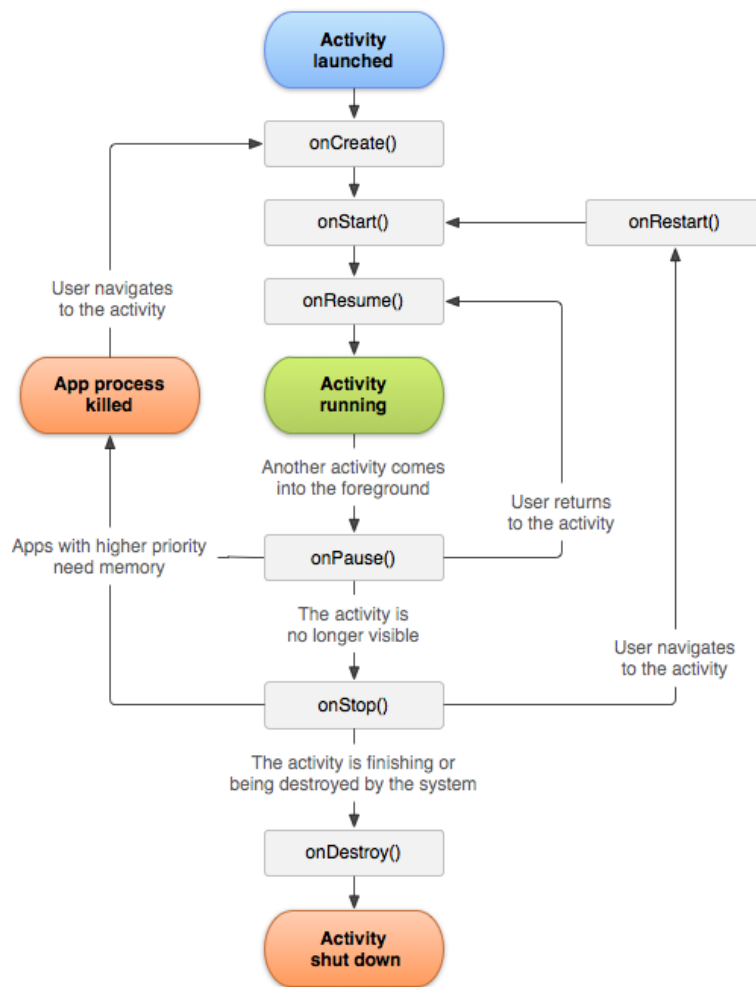 Activity
launched
onCreate()
onStart()
onRestart()
onResume()
User navigates
to the activity
App process
killed
Activity
running
Another activity comes
into the foreground
User returns
to the activity
Apps with higher priority
need memory
onPause()
The activity is
no longer visible
User navigates
to the activity
onStop()
The activity is finishing or
being destroyed by the system
onDestroy()
Activity
shut down